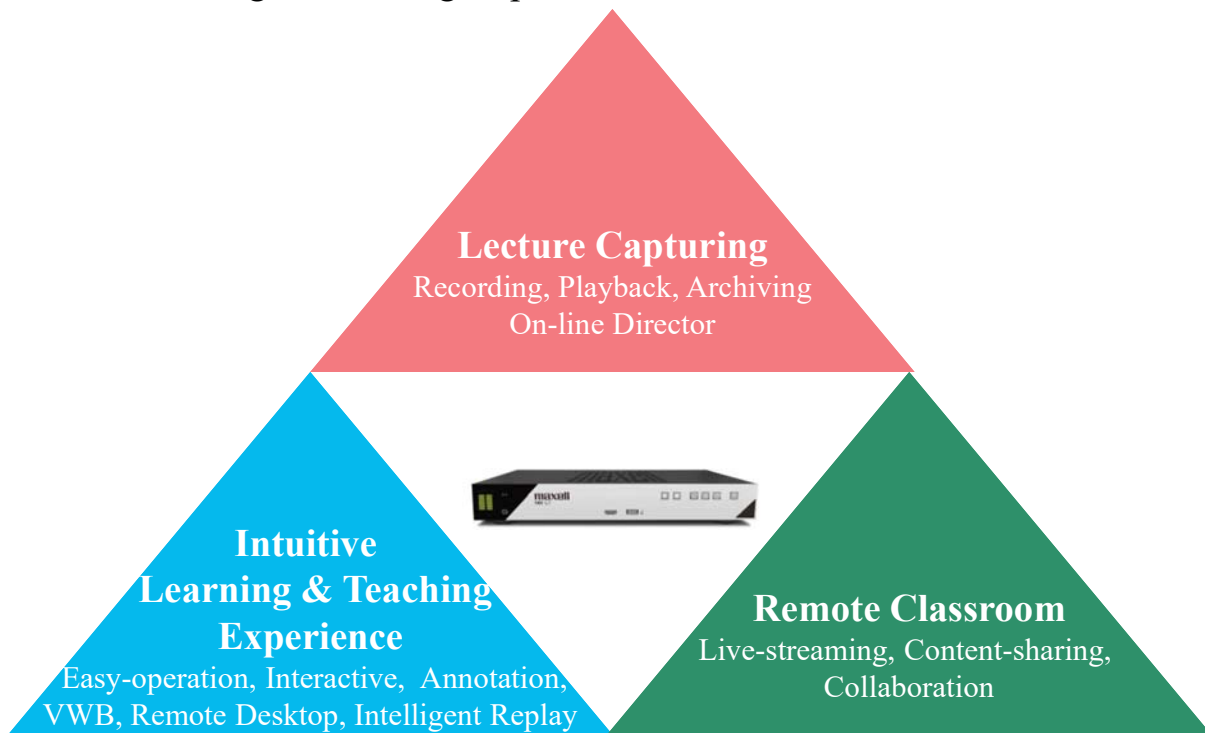 Lecture Capturing
Recording, Playback, Archiving
On-line Director
maxell
Intuitive
Learning & Teaching
Experience
Easy-operation, Interactive, Annotation,
VWB, Remote Desktop, Intelligent Replay
Remote Classroom
Live-streaming, Content-sharing,
Collaboration